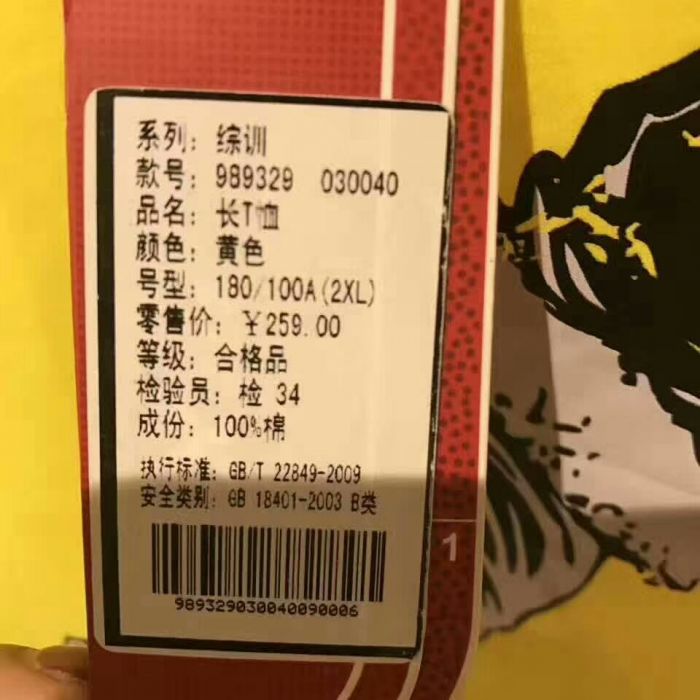 系列: 综训
款号: 989329 030040
品名: 长T恤
颜色: 黄色
号型: 180/100A(2XL)
零售价: ￥259.00
等级: 合格品
检验员: 检 34
成份: 100%棉
执行标准: GB/T 22849-2009
安全类别: GB 18401-2003 B类
989329030040090006
1